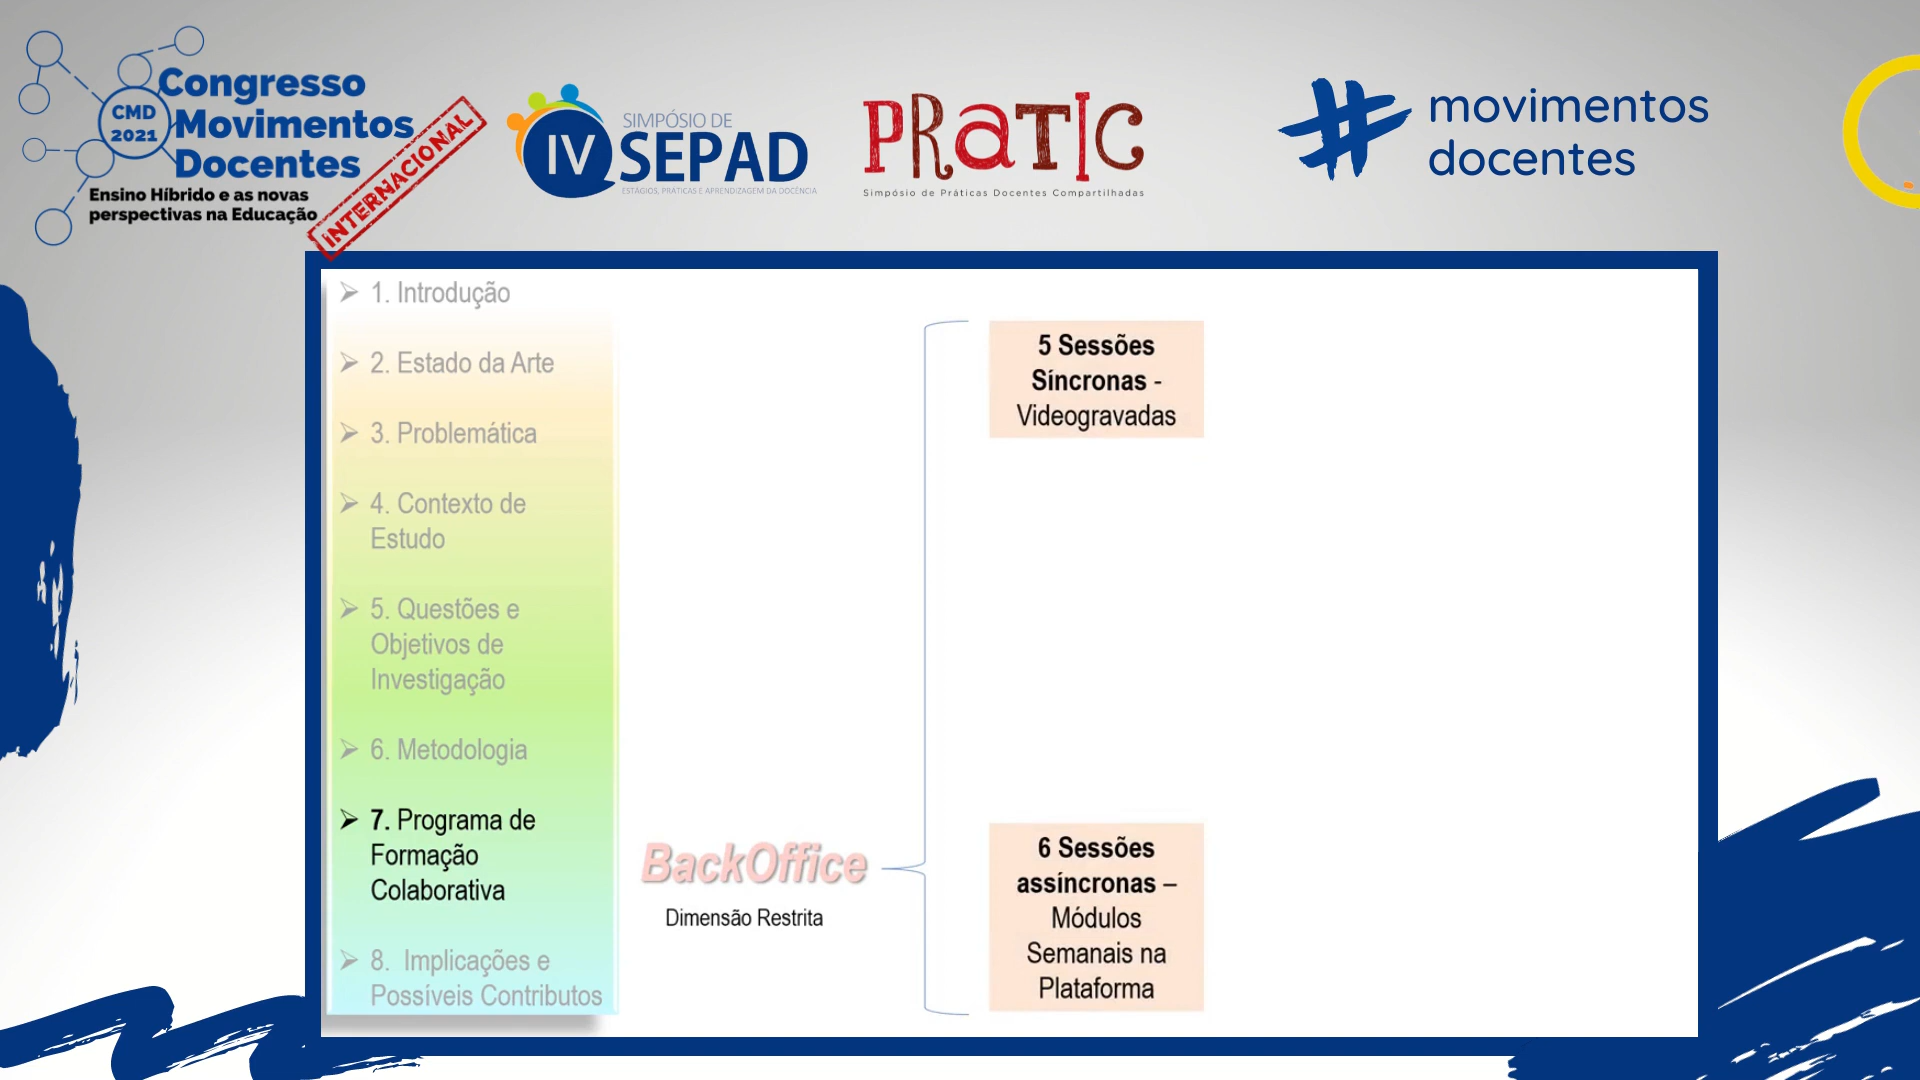 CMD
2021
Congresso
Movimentos
Docentes
Ensino Híbrido e as novas
perspectivas na Educação
INTERNACIONAL
IV
SIMPÓSIO DE
SEPAD
ESTÁGIOS, PRÁTICAS E APRENDIZAGEM DA DOCÊNCIA
PRATIC
Simpósio de Práticas Docentes Compartilhadas
# movimentos
docentes
➢ 1. Introdução
➢ 2. Estado da Arte
➢ 3. Problemática
➢ 4. Contexto de
Estudo
➢ 5. Questões e
Objetivos de
Investigação
➢ 6. Metodologia
➢ 7. Programa de
Formação
Colaborativa
➢ 8. Implicações e
Possíveis Contributos
BackOffice
Dimensão Restrita
5 Sessões
Síncronas -
Videogravadas
6 Sessões
assíncronas –
Módulos
Semanais na
Plataforma